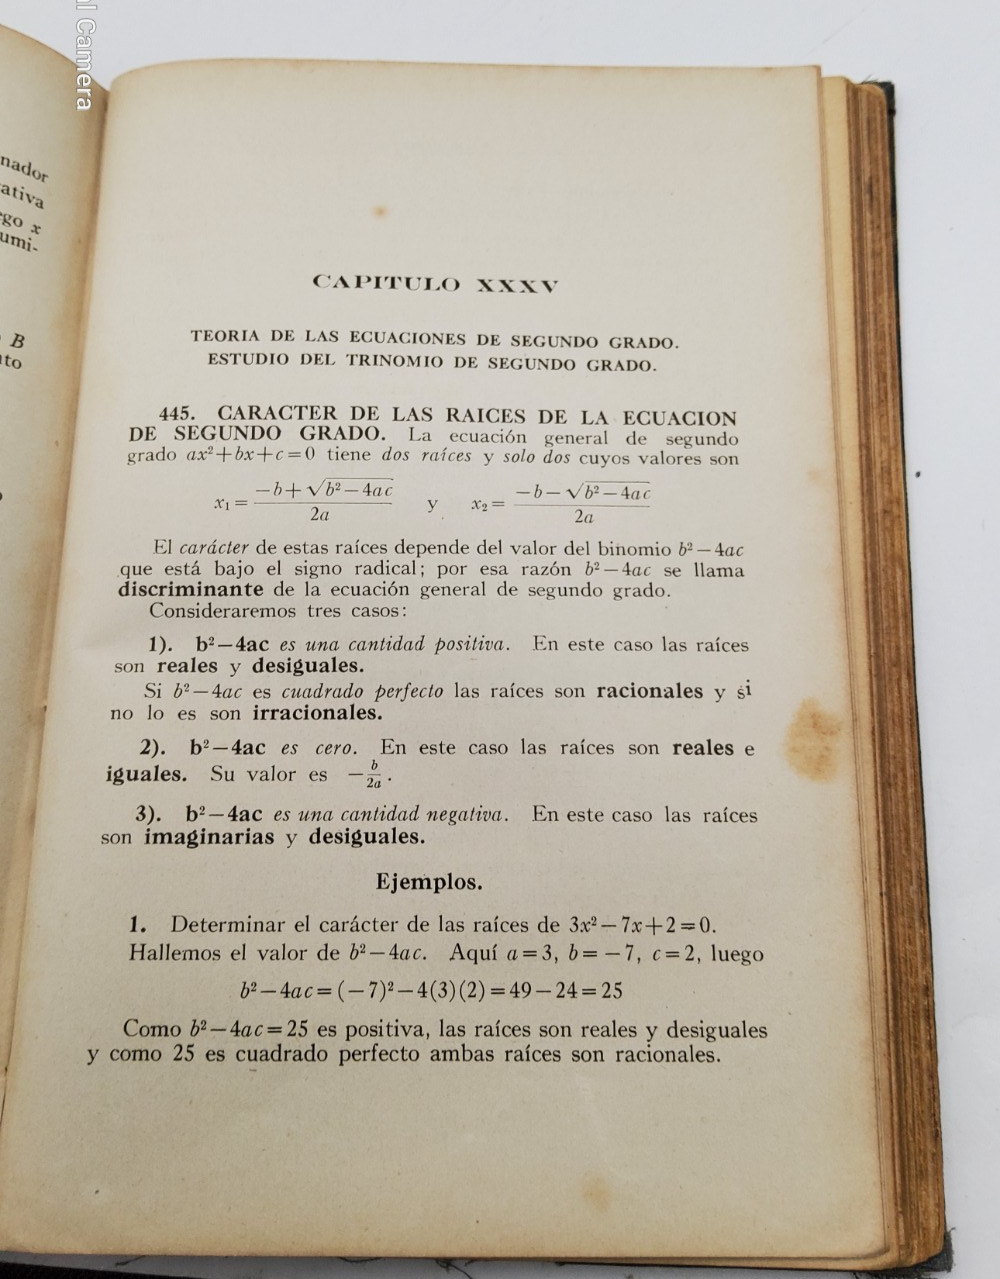 l Camera
nador
ativa
go x
umi-
B
to
CAPITULO XXXV
TEORIA DE LAS ECUACIONES DE SEGUNDO GRADO.
ESTUDIO DEL TRINOMIO DE SEGUNDO GRADO.
445. CARACTER DE LAS RAICES DE LA ECUACION
DE SEGUNDO GRADO. La ecuación general de segundo
grado ax²+bx+c=0 tiene dos raíces y solo dos cuyos valores son
x₁ = (−b+√(b²−4ac))/2a y x₂ = (−b−√(b²−4ac))/2a
El carácter de estas raíces depende del valor del binomio b²−4ac
que está bajo el signo radical; por esa razón b²−4ac se llama
discriminante de la ecuación general de segundo grado.
Consideraremos tres casos:
1). b²−4ac es una cantidad positiva. En este caso las raíces
son reales y desiguales.
Si b²−4ac es cuadrado perfecto las raíces son racionales y si
no lo es son irracionales.
2). b²−4ac es cero. En este caso las raíces son reales e
iguales. Su valor es −b/2a.
3). b²−4ac es una cantidad negativa. En este caso las raíces
son imaginarias y desiguales.
Ejemplos.
1. Determinar el carácter de las raíces de 3x²−7x+2=0.
Hallemos el valor de b²−4ac. Aquí a=3, b=−7, c=2, luego
b²−4ac=(−7)²−4(3)(2)=49−24=25
Como b²−4ac=25 es positiva, las raíces son reales y desiguales
y como 25 es cuadrado perfecto ambas raíces son racionales.